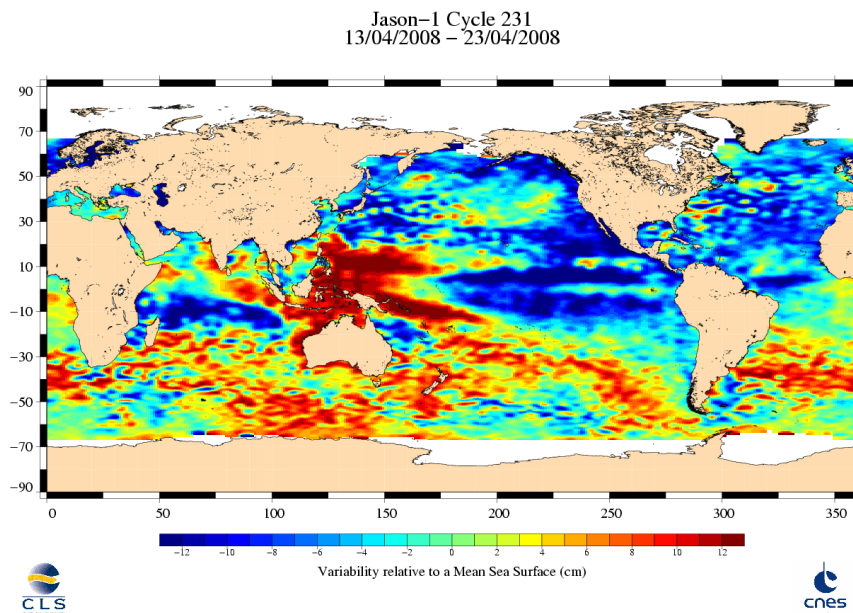 Jason-1 Cycle 231
13/04/2008 - 23/04/2008
90
70
50
30
10
-10
-30
-50
-70
-90
0 50 100 150 200 250 300 350
-12 -10 -8 -6 -4 -2 0 2 4 6 8 10 12
Variability relative to a Mean Sea Surface (cm)
CLS
cnes